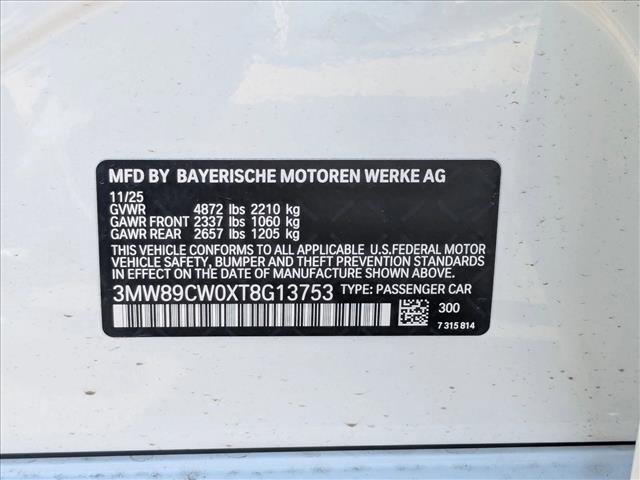 MFD BY BAYERISCHE MOTOREN WERKE AG
11/25
GVWR 4872 lbs 2210 kg
GAWR FRONT 2337 lbs 1060 kg
GAWR REAR 2657 lbs 1205 kg
THIS VEHICLE CONFORMS TO ALL APPLICABLE U.S.FEDERAL MOTOR
VEHICLE SAFETY, BUMPER, AND THEFT PREVENTION STANDARDS
IN EFFECT ON THE DATE OF MANUFACTURE SHOWN ABOVE.
3MW89CW0XT8G13753 TYPE: PASSENGER CAR
300
7 315 814